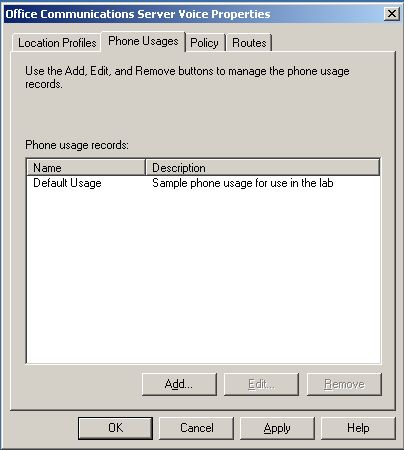 Office Communications Server Voice Properties
Location Profiles Phone Usages Policy Routes
Use the Add, Edit, and Remove buttons to manage the phone usage
records.
Phone usage records:
Name Description
Default Usage Sample phone usage for use in the lab
Add... Edit... Remove
OK Cancel Apply Help